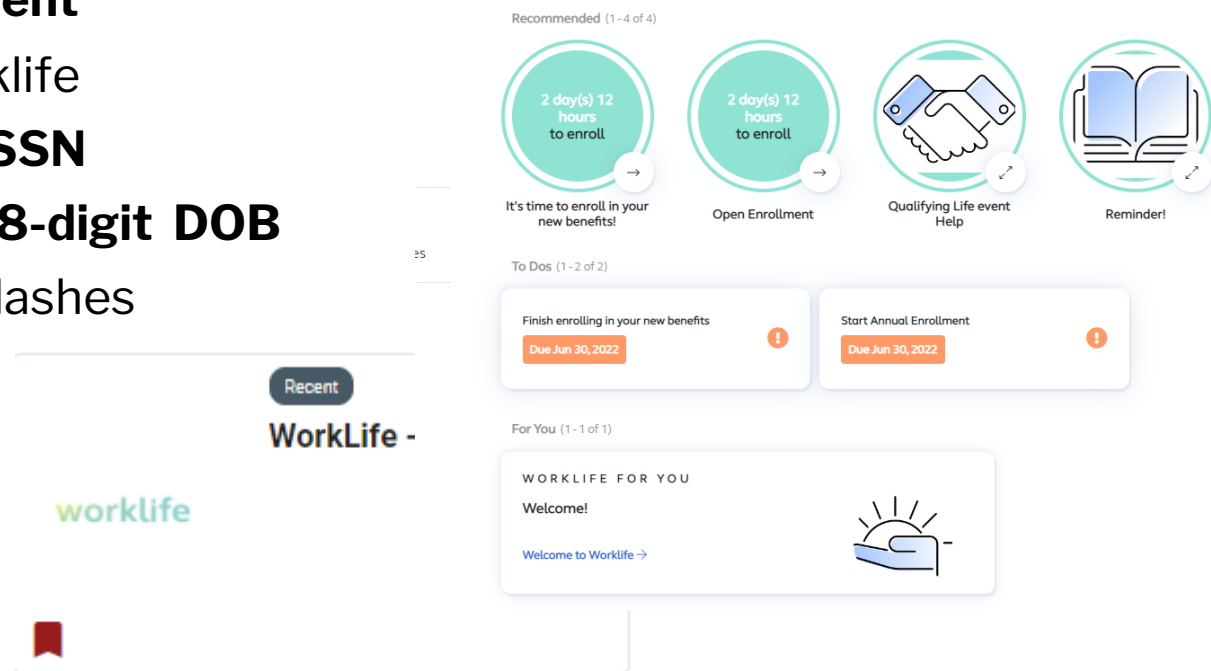 SSN
8-digit DOB
Recent
WorkLife -
worklife
Recommended (1-4 of 4)
2 day(s) 12
hours
to enroll
2 day(s) 12
hours
to enroll
It's time to enroll in your
new benefits!
Open Enrollment
Qualifying Life event
Help
Reminder!
To Dos (1-2 of 2)
Finish enrolling in your new benefits
Due Jun 30, 2022
Start Annual Enrollment
Due Jun 30, 2022
For You (1-1 of 1)
WORKLIFE FOR YOU
Welcome!
Welcome to Worklife →